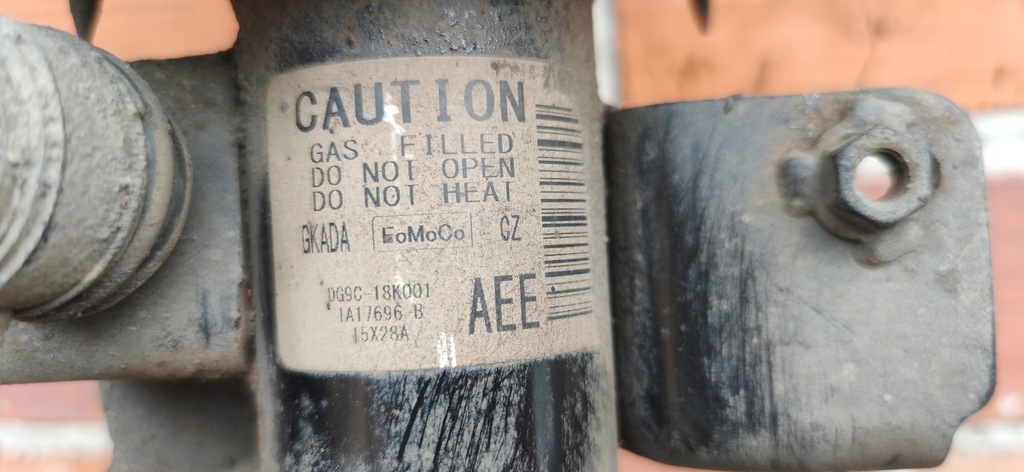 CAUTION
GAS FILLED
DO NOT OPEN
DO NOT HEAT
GKADA FoMoCo CZ
DG9C-18K001
1A17696 B
15X28A
AEE